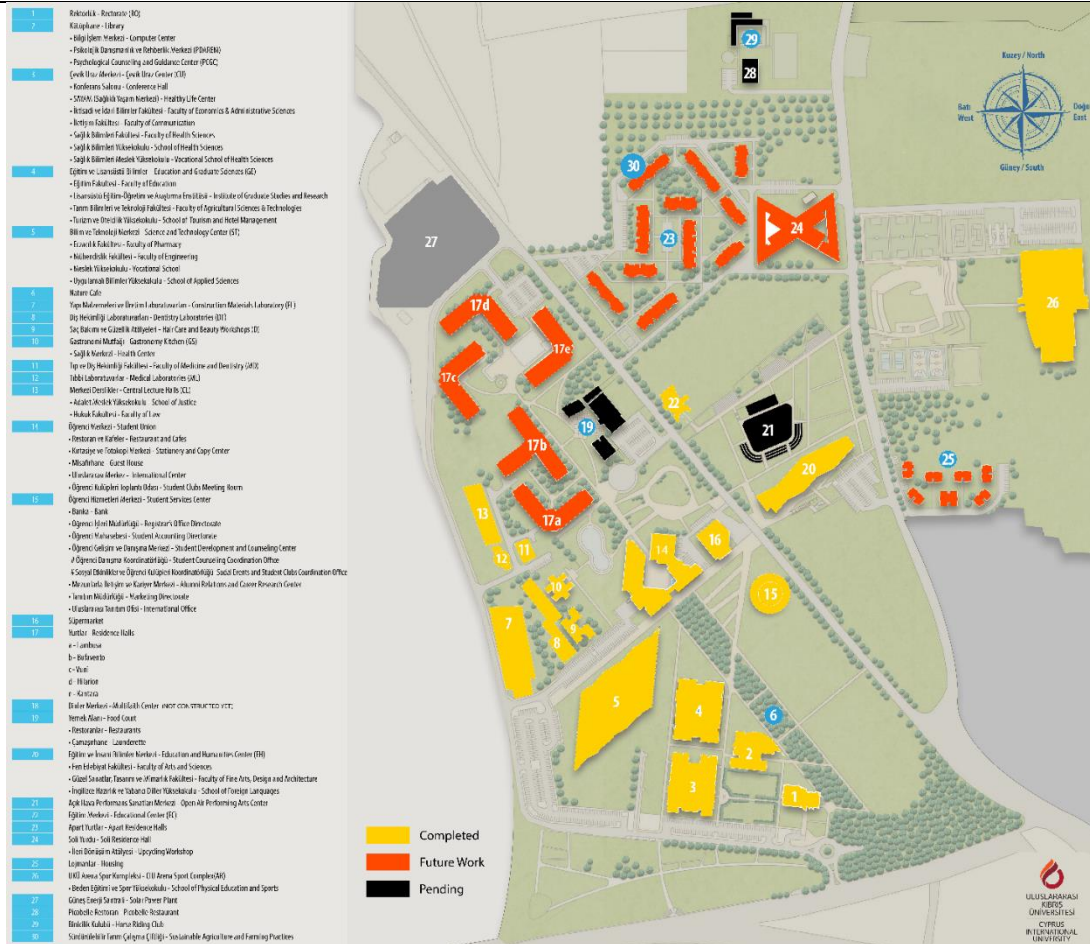 1 Rektörlük - Rectorate (RO)
2 Kütüphane - Library
• Bilgi İşlem Merkezi - Computer Center
• Psikolojik Danışmanlık ve Rehberlik Merkezi (PDAREM)
• Psychological Counseling and Guidance Center (PCGC)
3 Çevik Uraz Merkezi - Çevik Uraz Center (CU)
• Konferans Salonu - Conference Hall
• SAYAM (Sağlıklı Yaşam Merkezi) - Healthy Life Center
• İktisadi ve İdari Bilimler Fakültesi - Faculty of Economics & Administrative Sciences
• İletişim Fakültesi - Faculty of Communication
• Sağlık Bilimleri Fakültesi - Faculty of Health Sciences
• Sağlık Bilimleri Yüksekokulu - School of Health Sciences
• Sağlık Bilimleri Meslek Yüksekokulu - Vocational School of Health Sciences
4 Eğitim ve Lisansüstü Bilimler - Education and Graduate Sciences (GE)
• Eğitim Fakültesi - Faculty of Education
• Lisansüstü Eğitim-Öğretim ve Araştırma Enstitüsü - Institute of Graduate Studies and Research
• Tarım Bilimleri ve Teknoloji Fakültesi - Faculty of Agricultural Sciences & Technologies
• Turizm ve Otelcilik Yüksekokulu - School of Tourism and Hotel Management
5 Bilim ve Teknoloji Merkezi - Science and Technology Center (ST)
• Eczacılık Fakültesi - Faculty of Pharmacy
• Mühendislik Fakültesi - Faculty of Engineering
• Meslek Yüksekokulu - Vocational School
• Uygulamalı Bilimler Yüksekokulu - School of Applied Sciences
6 Nature Cafe
7 Yapı Malzemeleri ve Üretim Laboratuvarları - Construction Materials Laboratory
8 Diş Hekimliği Laboratuvarları - Dentistry Laboratories (DT)
9 Saç Bakımı ve Güzellik Atölyeleri - Hair Care and Beauty Workshops
10 Gastronomi Mutfağı - Gastronomy Kitchen (GS)
• Sağlık Merkezi - Health Center
11 Tıp ve Diş Hekimliği Fakültesi - Faculty of Medicine and Dentistry (MD)
12 Tıbbi Laboratuvarlar - Medical Laboratories (ML)
13 Merkezi Derslikler - Central Lecture Halls (CL)
• Adalet Meslek Yüksekokulu - School of Justice
• Hukuk Fakültesi - Faculty of Law
14 Öğrenci Merkezi - Student Union
• Restoran ve Kafeler - Restaurant and Cafes
• Kırtasiye ve Fotokopi Merkezi - Stationery and Copy Center
• Misafirhane - Guest House
• Uluslararası Merkez - International Center
• Öğrenci Kulüpleri Toplantı Odası - Student Clubs Meeting Room
15 Öğrenci Hizmetleri Merkezi - Student Services Center
• Banka - Bank
• Öğrenci İşleri Müdürlüğü - Registrar's Office Directorate
• Öğrenci Muhasebesi - Student Accounting Directorate
• Öğrenci Gelişim ve Danışma Merkezi - Student Development and Counseling Center
Öğrenci Danışma Koordinatörlüğü - Student Counseling Coordination Office
Sosyal Etkinlikler ve Öğrenci Kulüpleri Koordinatörlüğü - Social Events and Student Clubs Coordination Office
• Mezunlarla İletişim ve Kariyer Merkezi - Alumni Relations and Career Research Center
• Tanıtım Müdürlüğü - Marketing Directorate
• Uluslararası Tanıtım Ofisi - International Office
16 Süpermarket
17 Yurtlar - Residence Halls
a - Lambusa
b - Bufavento
c - Vuni
d - Hilarion
e - Kantara
18 Dinler Merkezi - Multifaith Center (NOT CONSTRUCTED YET)
19 Yemek Alanı - Food Court
• Restoranlar - Restaurants
• Çamaşırhane - Launderette
20 Eğitim ve İnsani Bilimler Merkezi - Education and Humanities Center (EH)
• Fen Edebiyat Fakültesi - Faculty of Arts and Sciences
• Güzel Sanatlar, Tasarım ve Mimarlık Fakültesi - Faculty of Fine Arts, Design and Architecture
• İngilizce Hazırlık ve Yabancı Diller Yüksekokulu - School of Foreign Languages
21 Açık Hava Performans Sanatları Merkezi - Open Air Performing Arts Center
22 Eğitim Merkezi - Educational Center (EC)
23 Apart Yurtlar - Apart Residence Halls
24 Soli Yurdu - Soli Residence Hall
• İleri Dönüşüm Atölyesi - Upcycling Workshop
25 Lojmanlar - Housing
26 UKÜ Arena Spor Kompleksi - CIU Arena Sport Complex(AR)
• Beden Eğitimi ve Spor Yüksekokulu - School of Physical Education and Sports
27 Güneş Enerji Santrali - Solar Power Plant
28 Picobelle Restoran - Picobelle Restaurant
29 Binicilik Kulübü - Horse Riding Club
30 Sürdürülebilir Tarım Çalışma Çiftliği - Sustainable Agriculture and Farming Practices
29
28
Kuzey / North
Batı West
Doğu East
Güney / South
30
27
23
24
26
17d
17e
17c
22
19
21
17b
20
25
13
17a
12
11
14
16
10
15
7
9
8
5
4
6
2
3
1
Completed
Future Work
Pending
ULUSLARARASI
KIBRIS
ÜNİVERSİTESİ
CYPRUS
INTERNATIONAL
UNIVERSITY